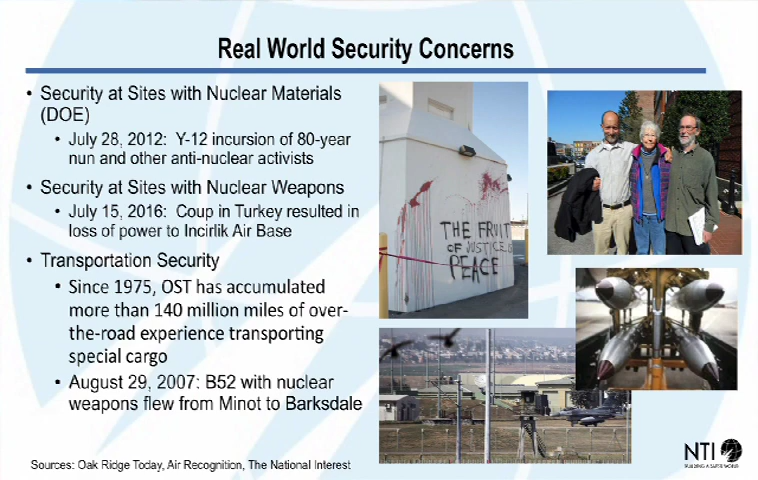 Real World Security Concerns
• Security at Sites with Nuclear Materials
(DOE)
• July 28, 2012: Y-12 incursion of 80-year
nun and other anti-nuclear activists
• Security at Sites with Nuclear Weapons
• July 15, 2016: Coup in Turkey resulted in
loss of power to Incirlik Air Base
• Transportation Security
• Since 1975, OST has accumulated
more than 140 million miles of over-
the-road experience transporting
special cargo
• August 29, 2007: B52 with nuclear
weapons flew from Minot to Barksdale
THE FRUIT
OF JUSTICE IS
PEACE
Sources: Oak Ridge Today, Air Recognition, The National Interest
NTI
BUILDING A SAFER WORLD